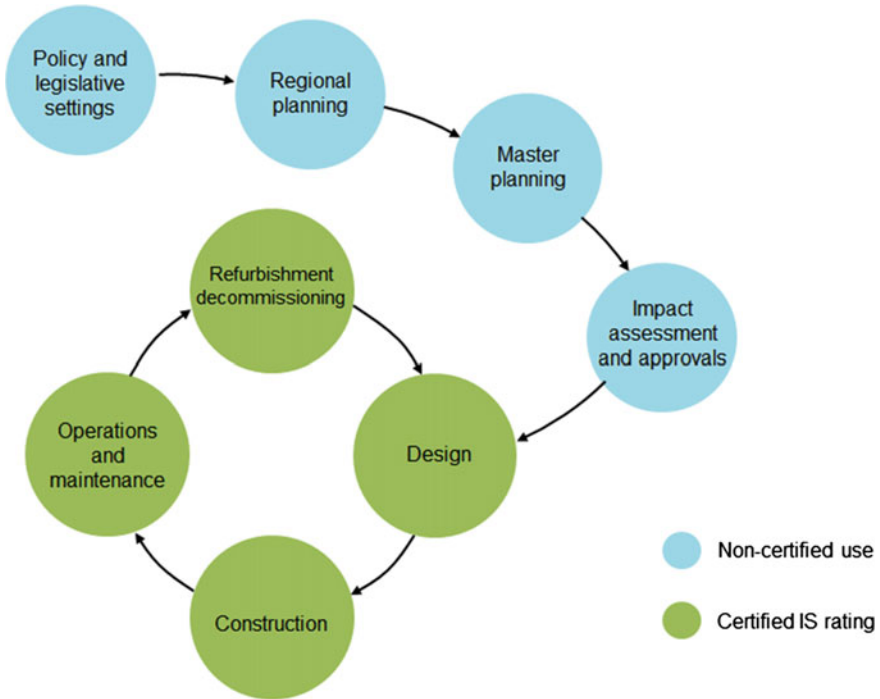 Policy and
legislative
settings
Regional
planning
Master
planning
Impact
assessment
and approvals
Refurbishment
decommissioning
Operations
and
maintenance
Design
Construction
Non-certified use
Certified IS rating